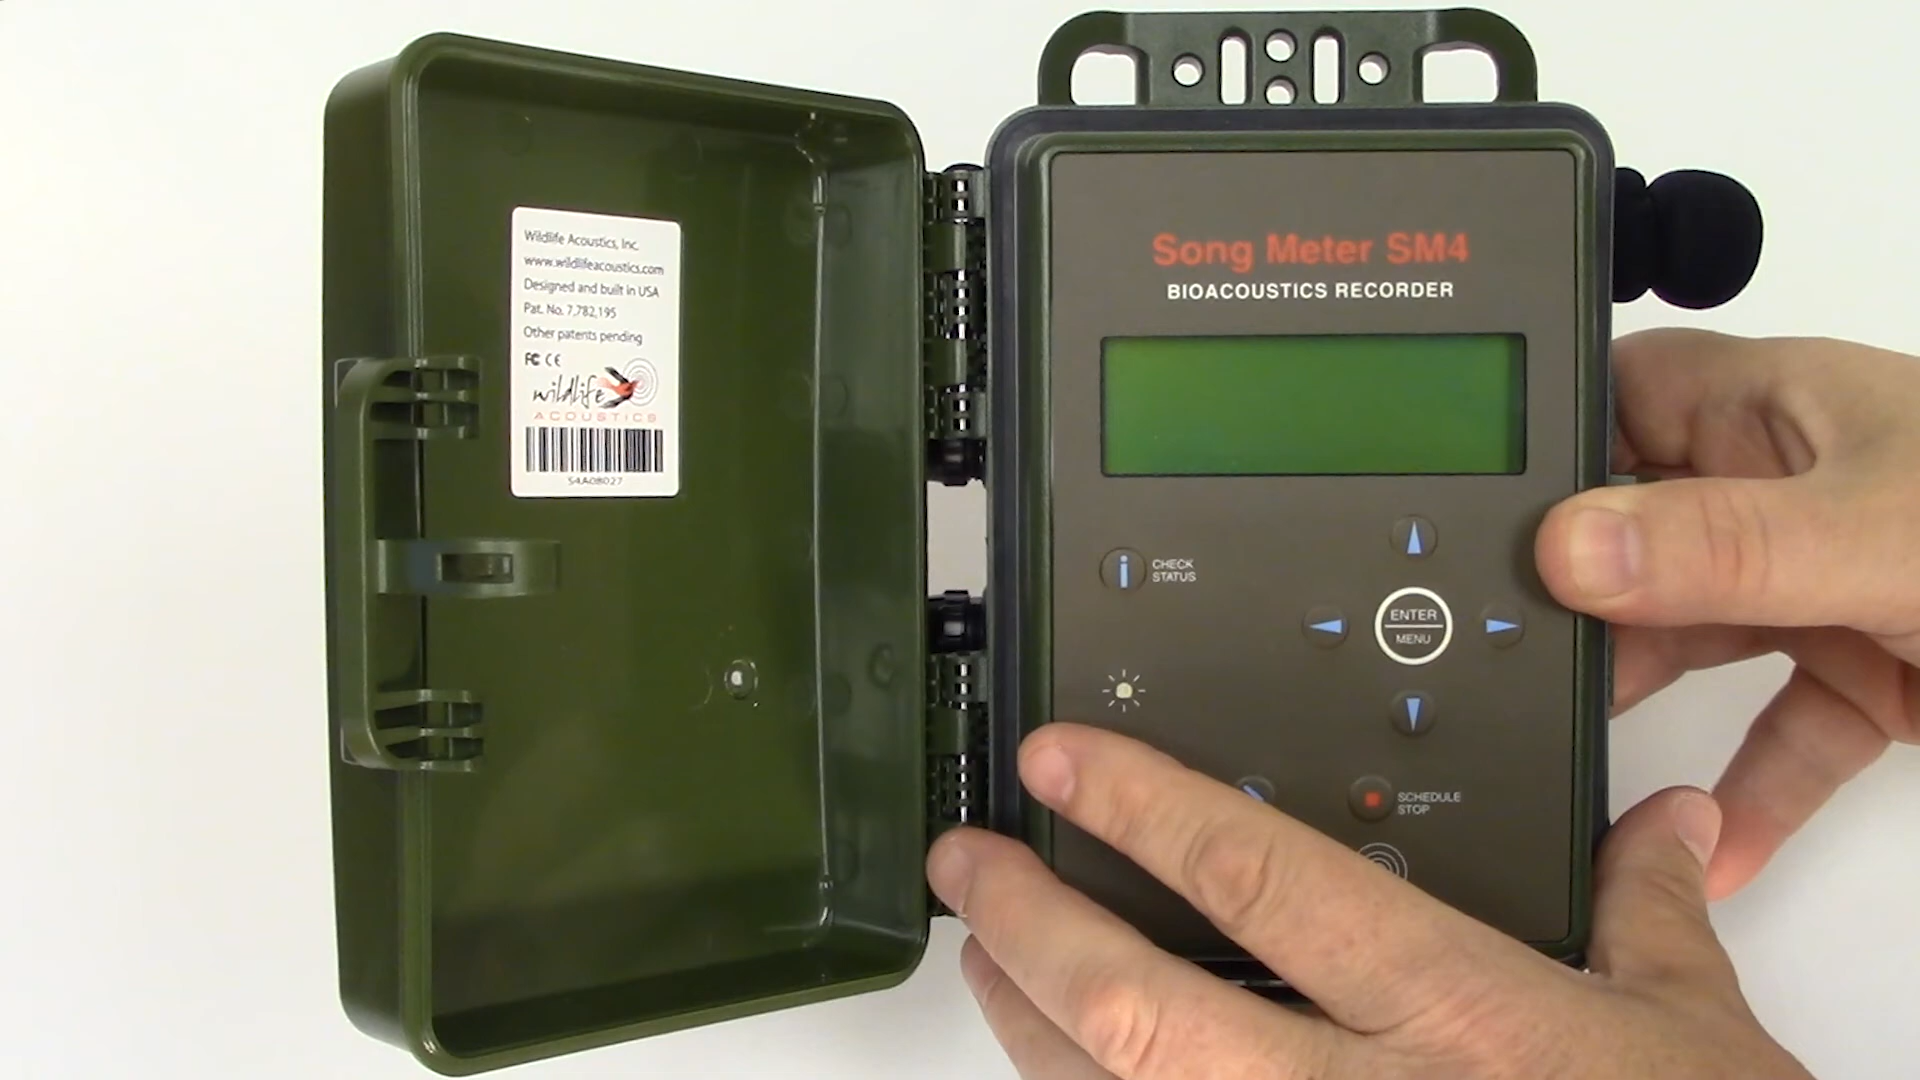 Wildlife Acoustics, Inc.
www.wildlifeacoustics.com
Designed and built in USA
Pat. No. 7,782,195
Other patents pending
FC CE
wildlife
ACOUSTICS
S4A08027
Song Meter SM4
BIOACOUSTICS RECORDER
i
CHECK
STATUS
ENTER
MENU
SCHEDULE
STOP